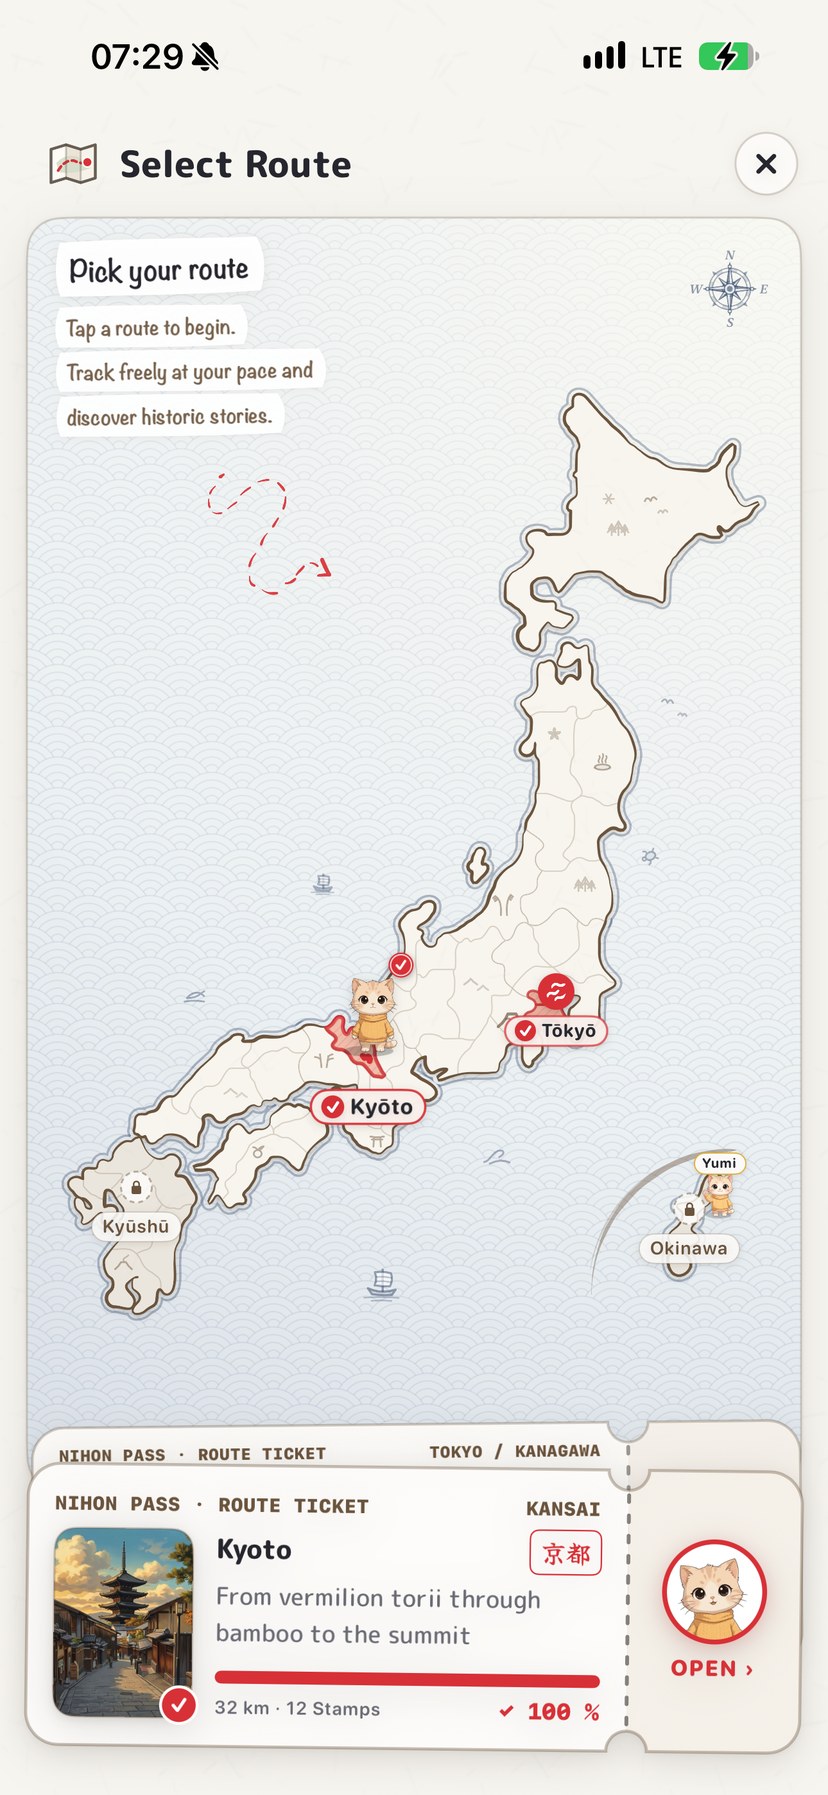 07:29
LTE
Select Route
Pick your route
Tap a route to begin.
Track freely at your pace and
discover historic stories.
N
W E
S
Tōkyō
Kyōto
Yumi
Kyūshū
Okinawa
NIHON PASS · ROUTE TICKET
TOKYO / KANAGAWA
NIHON PASS · ROUTE TICKET
KANSAI
Kyoto
京都
From vermilion torii through
bamboo to the summit
32 km · 12 Stamps
100 %
OPEN ›